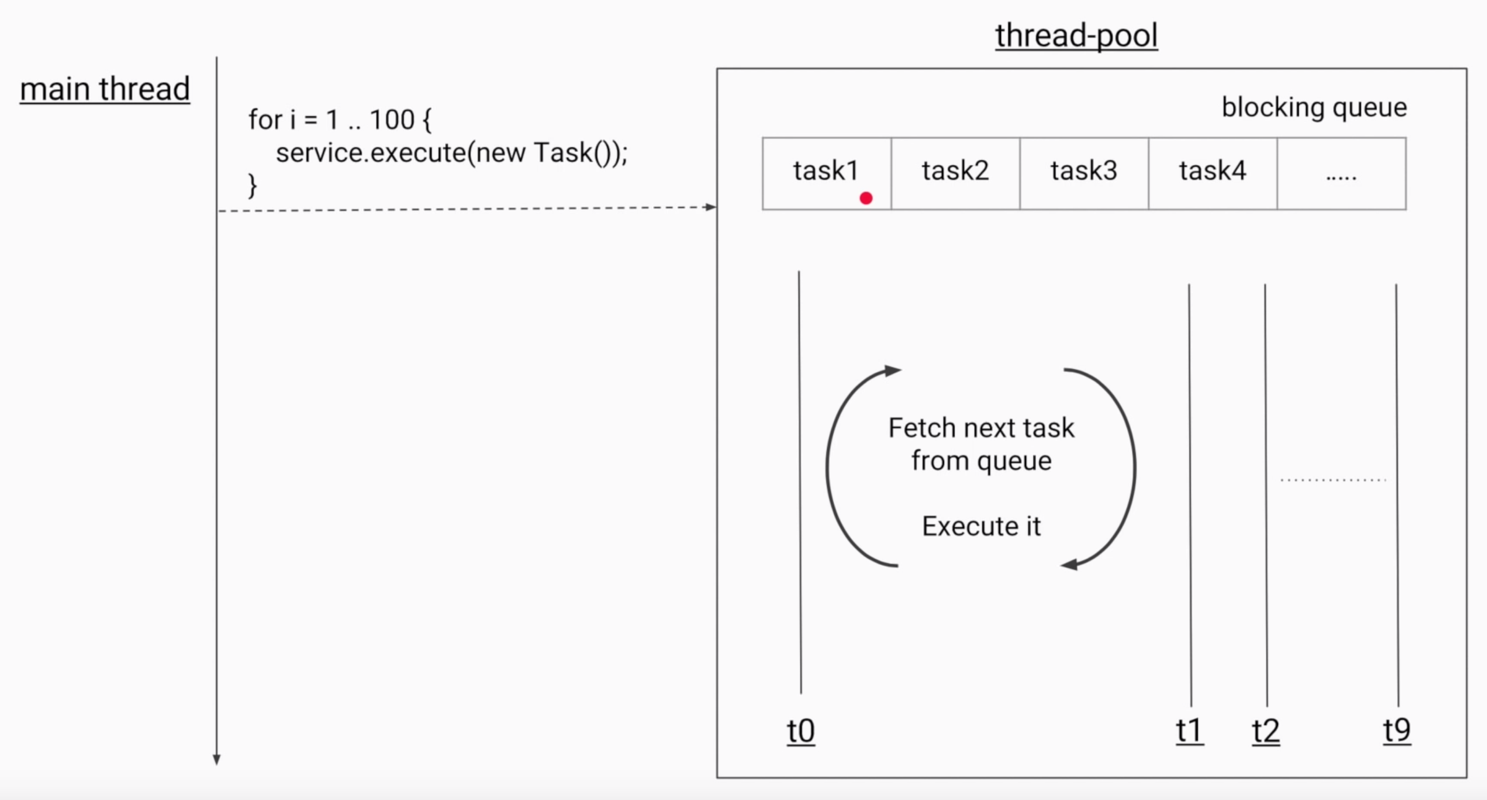 thread-pool
main thread
for i = 1 .. 100 {
service.execute(new Task());
}
blocking queue
task1 task2 task3 task4 .....
Fetch next task
from queue
Execute it
t0 t1 t2 t9